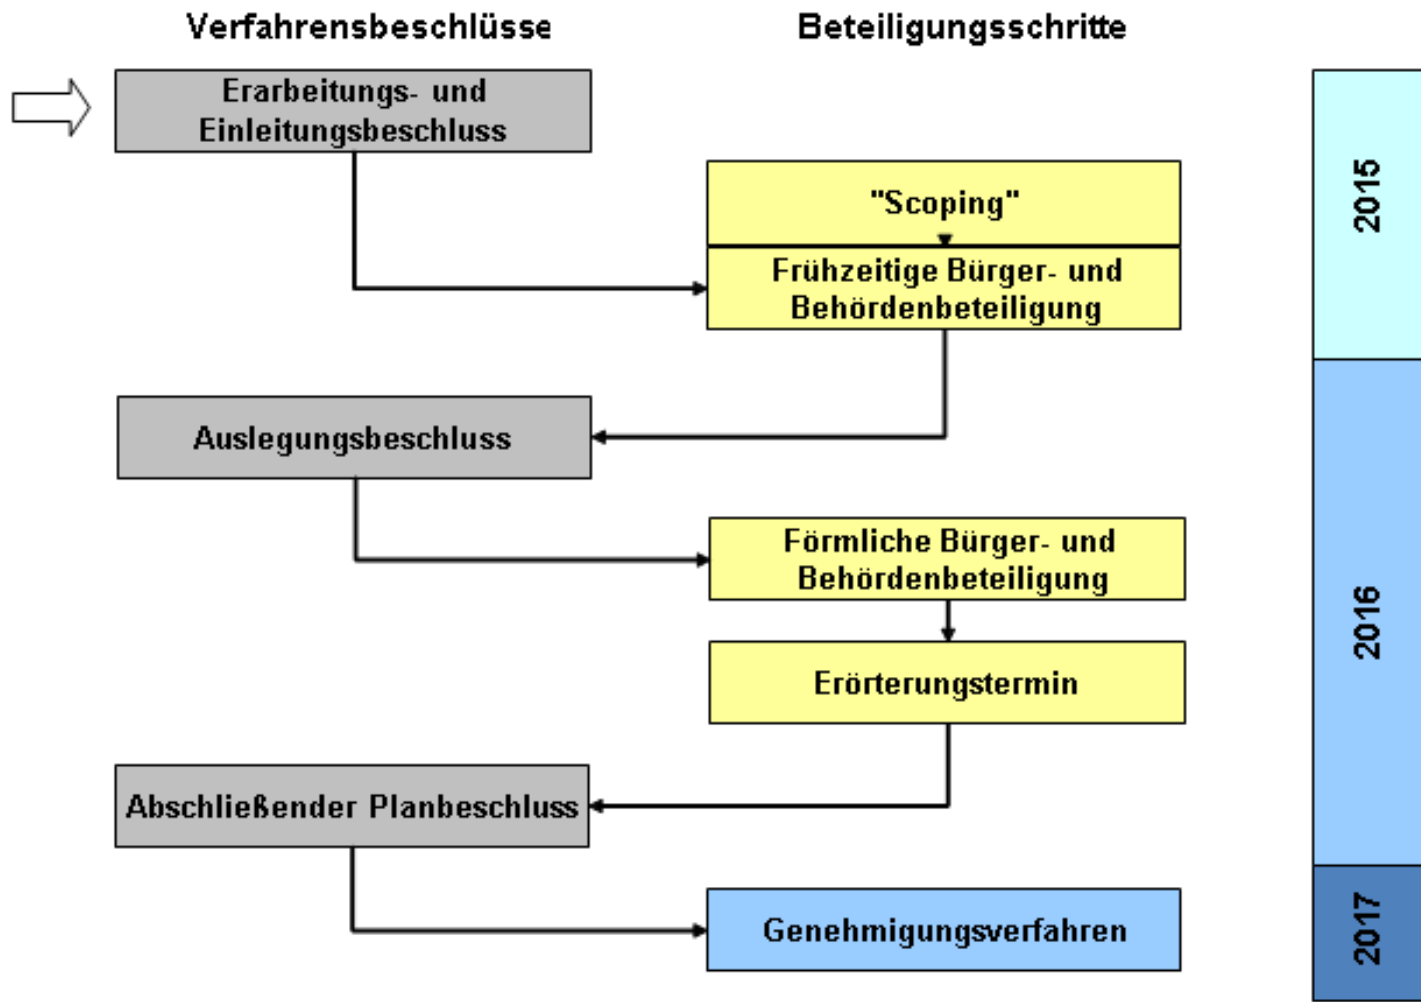 Verfahrensbeschlüsse
Beteiligungsschritte
Erarbeitungs- und
Einleitungsbeschluss
"Scoping"
Frühzeitige Bürger- und
Behördenbeteiligung
2015
Auslegungsbeschluss
Förmliche Bürger- und
Behördenbeteiligung
Erörterungstermin
2016
Abschließender Planbeschluss
Genehmigungsverfahren
2017